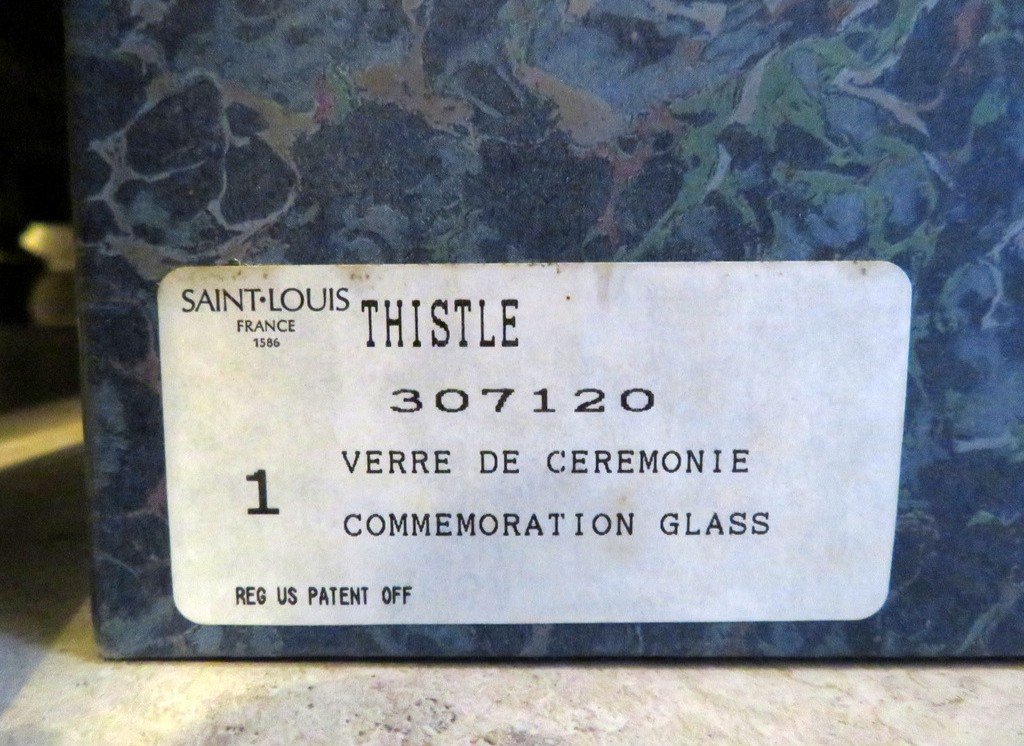 SAINT·LOUIS
FRANCE
1586
THISTLE
307120
1
VERRE DE CEREMONIE
COMMEMORATION GLASS
REG US PATENT OFF